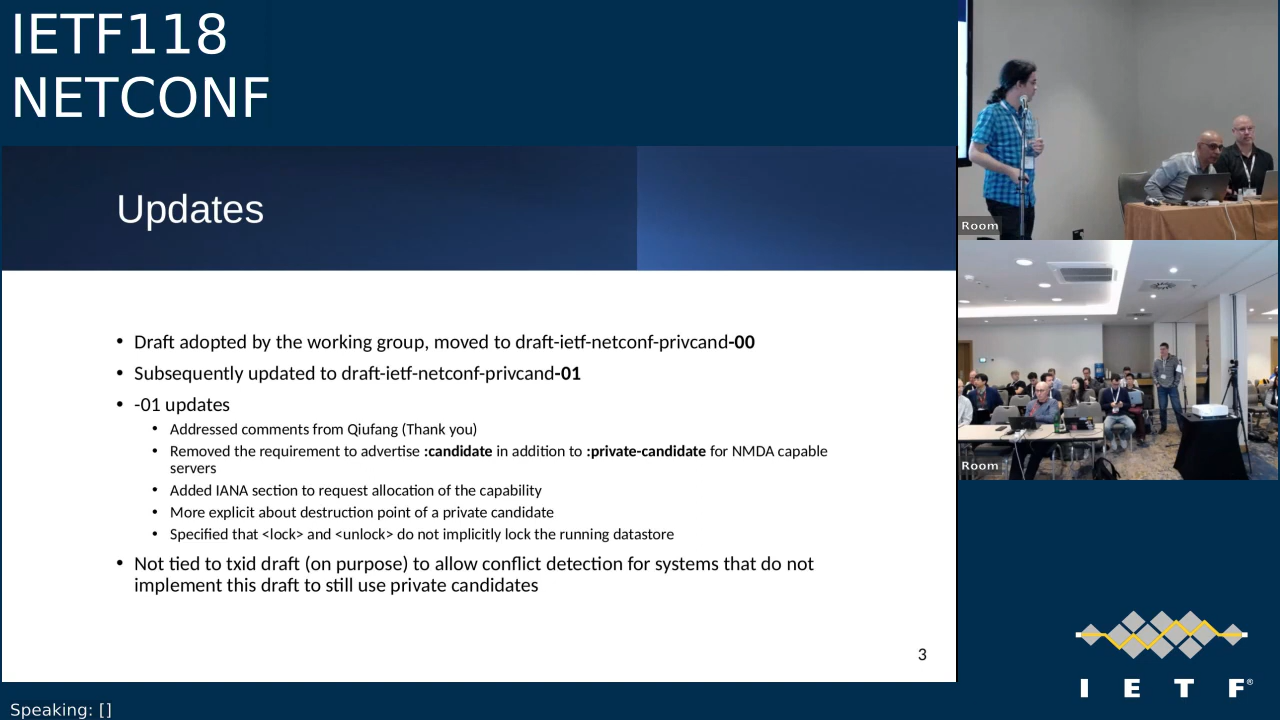 IETF118
NETCONF
Updates
• Draft adopted by the working group, moved to draft-ietf-netconf-privcand-00
• Subsequently updated to draft-ietf-netconf-privcand-01
• -01 updates
• Addressed comments from Qiufang (Thank you)
• Removed the requirement to advertise :candidate in addition to :private-candidate for NMDA capable
servers
• Added IANA section to request allocation of the capability
• More explicit about destruction point of a private candidate
• Specified that <lock> and <unlock> do not implicitly lock the running datastore
• Not tied to txid draft (on purpose) to allow conflict detection for systems that do not
implement this draft to still use private candidates
3
Room
Room
I E T F®
Speaking: []